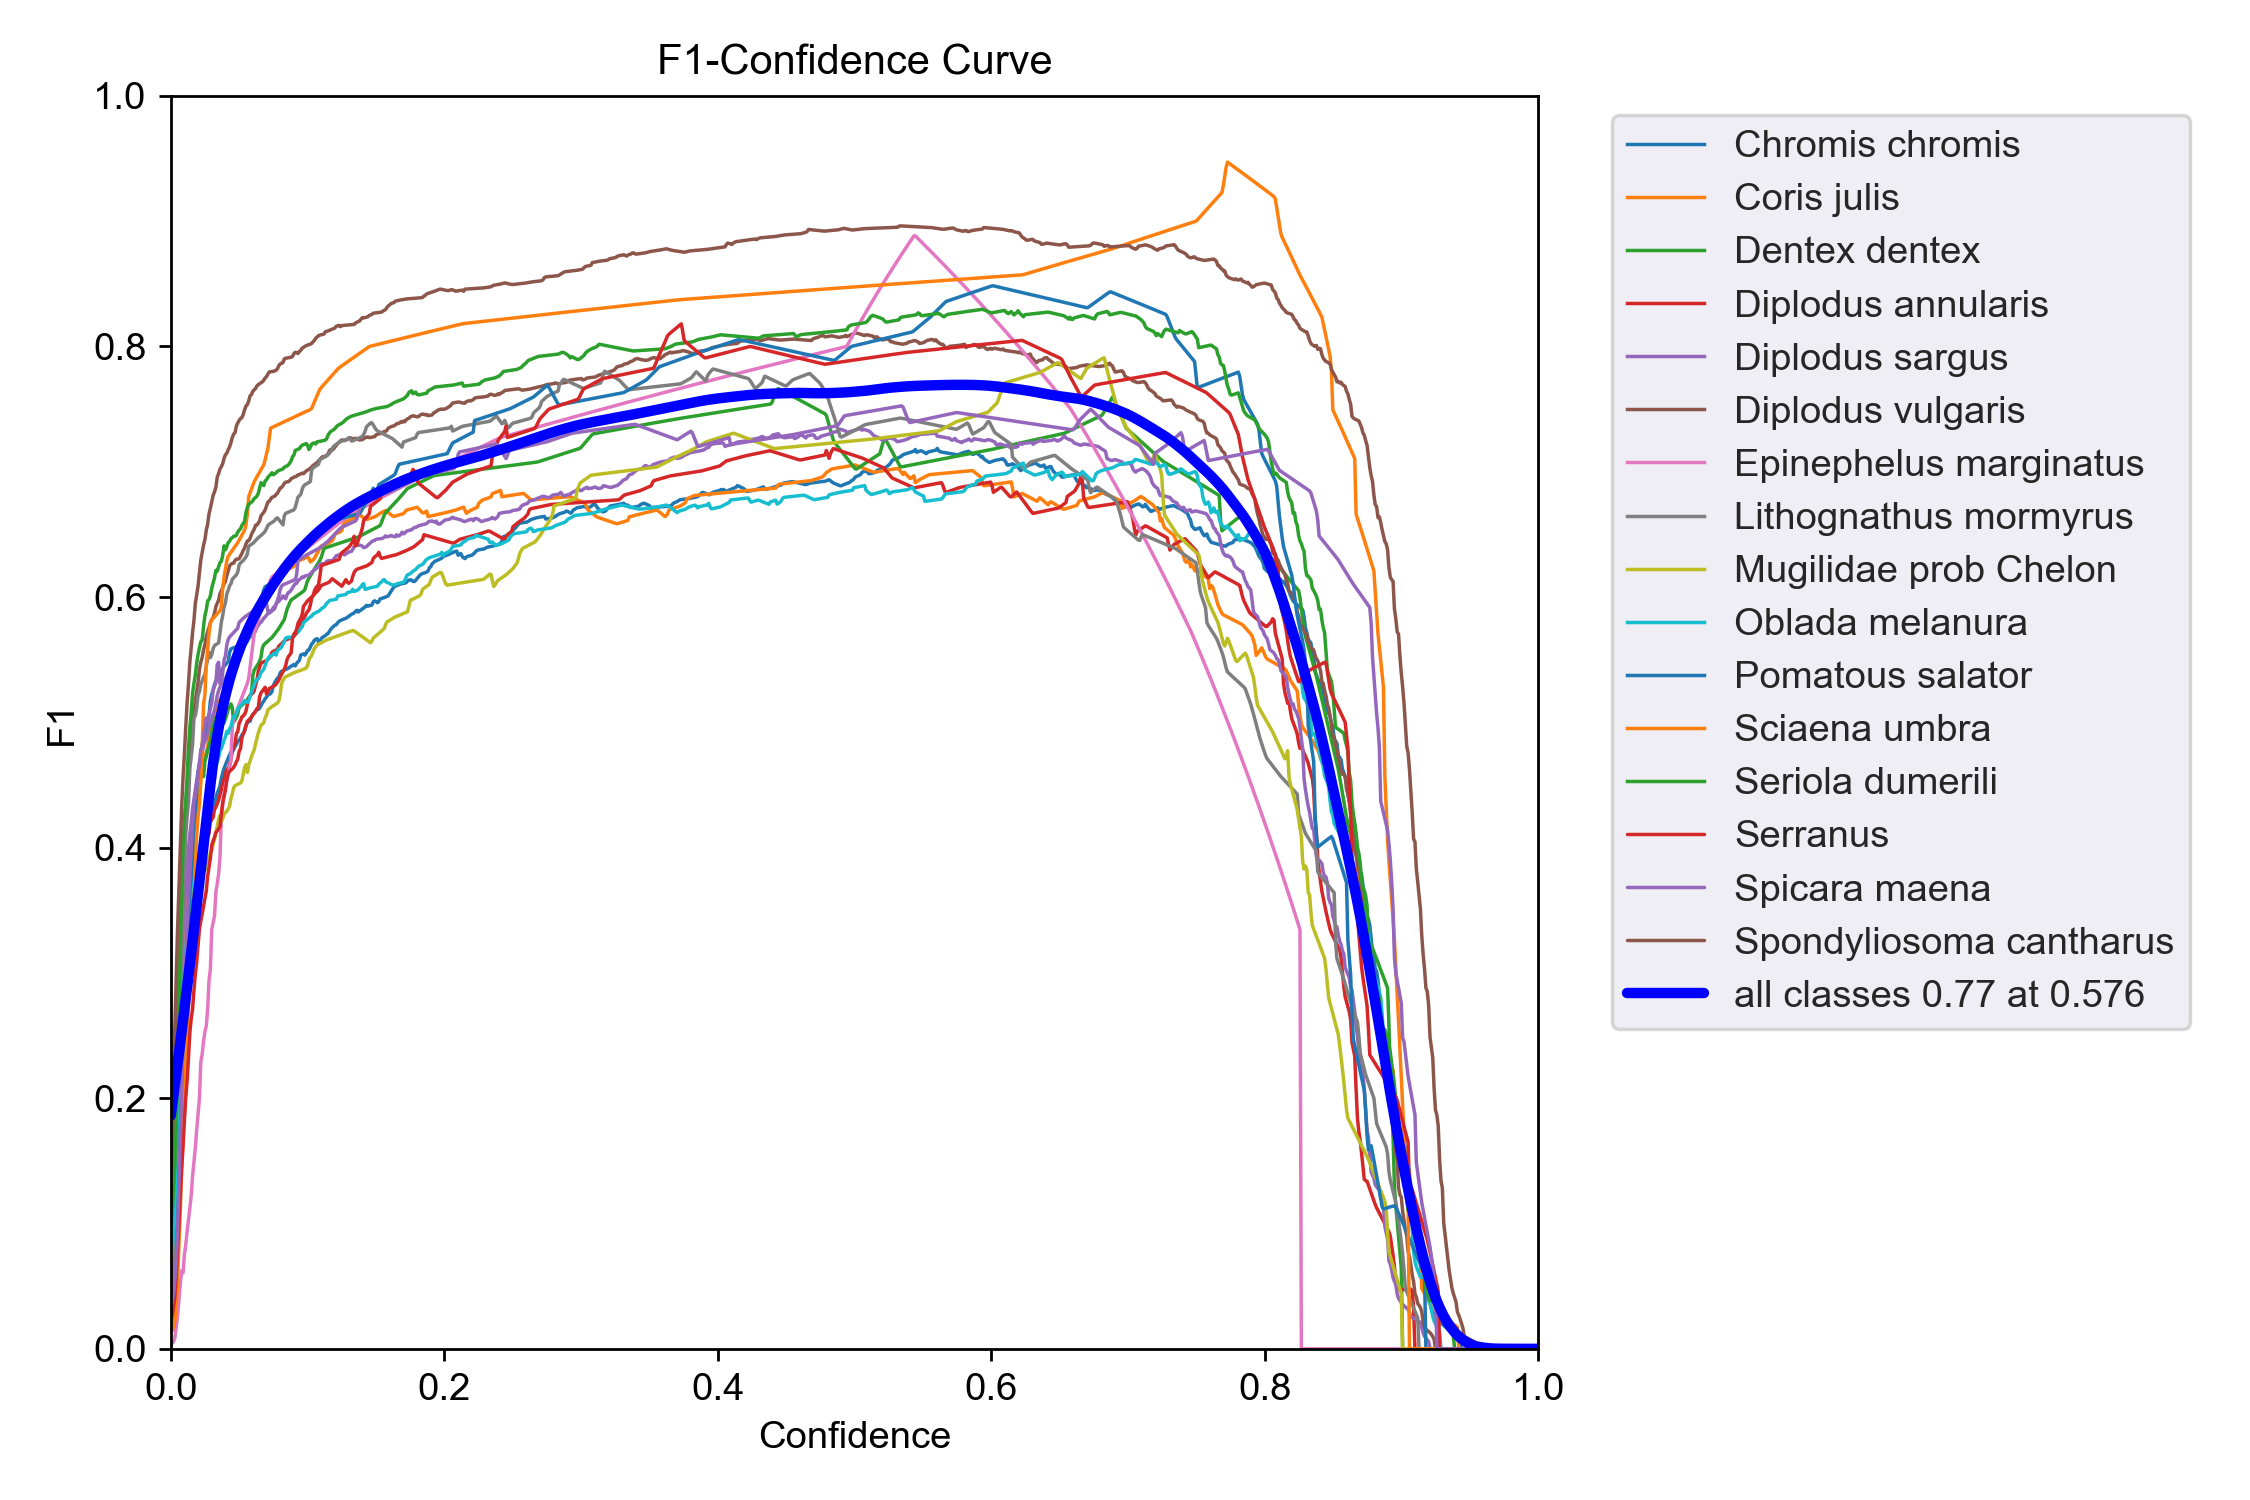 F1-Confidence Curve
1.0
0.8
0.6
0.4
0.2
0.0
F1
0.0 0.2 0.4 0.6 0.8 1.0
Confidence
Chromis chromis
Coris julis
Dentex dentex
Diplodus annularis
Diplodus sargus
Diplodus vulgaris
Epinephelus marginatus
Lithognathus mormyrus
Mugilidae prob Chelon
Oblada melanura
Pomatous salator
Sciaena umbra
Seriola dumerili
Serranus
Spicara maena
Spondyliosoma cantharus
all classes 0.77 at 0.576